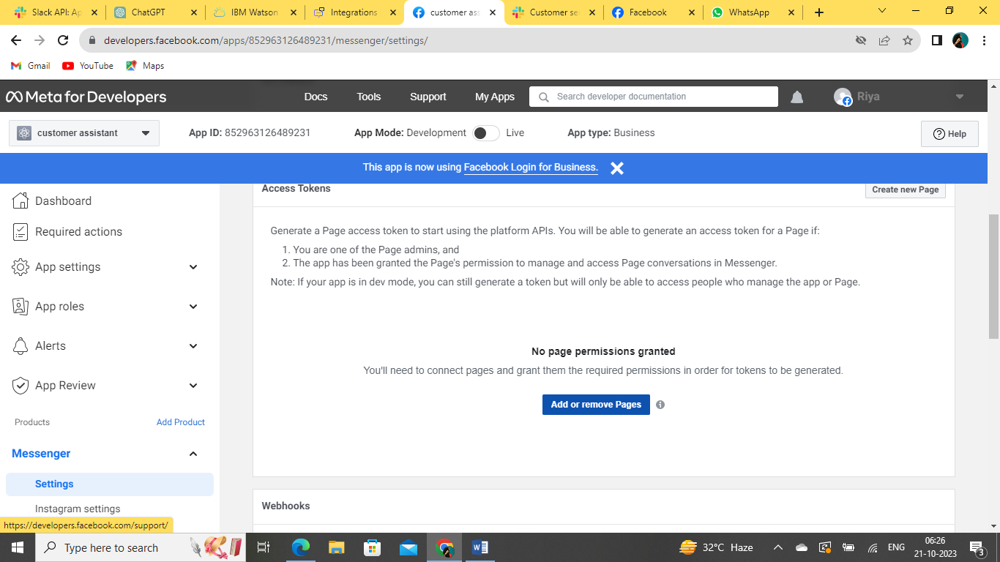 Slack API: Ap
ChatGPT
IBM Watson
Integrations
customer ass
Customer ser
Facebook
WhatsApp
developers.facebook.com/apps/852963126489231/messenger/settings/
Gmail
YouTube
Maps
Meta for Developers
Docs
Tools
Support
My Apps
Search developer documentation
Riya
customer assistant
App ID: 852963126489231
App Mode: Development
Live
App type: Business
Help
This app is now using Facebook Login for Business.
Dashboard
Required actions
App settings
App roles
Alerts
App Review
Products
Add Product
Messenger
Settings
Instagram settings
Access Tokens
Create new Page
Generate a Page access token to start using the platform APIs. You will be able to generate an access token for a Page if:
1. You are one of the Page admins, and
2. The app has been granted the Page's permission to manage and access Page conversations in Messenger.
Note: If your app is in dev mode, you can still generate a token but will only be able to access people who manage the app or Page.
No page permissions granted
You'll need to connect pages and grant them the required permissions in order for tokens to be generated.
Add or remove Pages
Webhooks
https://developers.facebook.com/support/
Type here to search
32°C Haze
ENG
06:26
21-10-2023
3